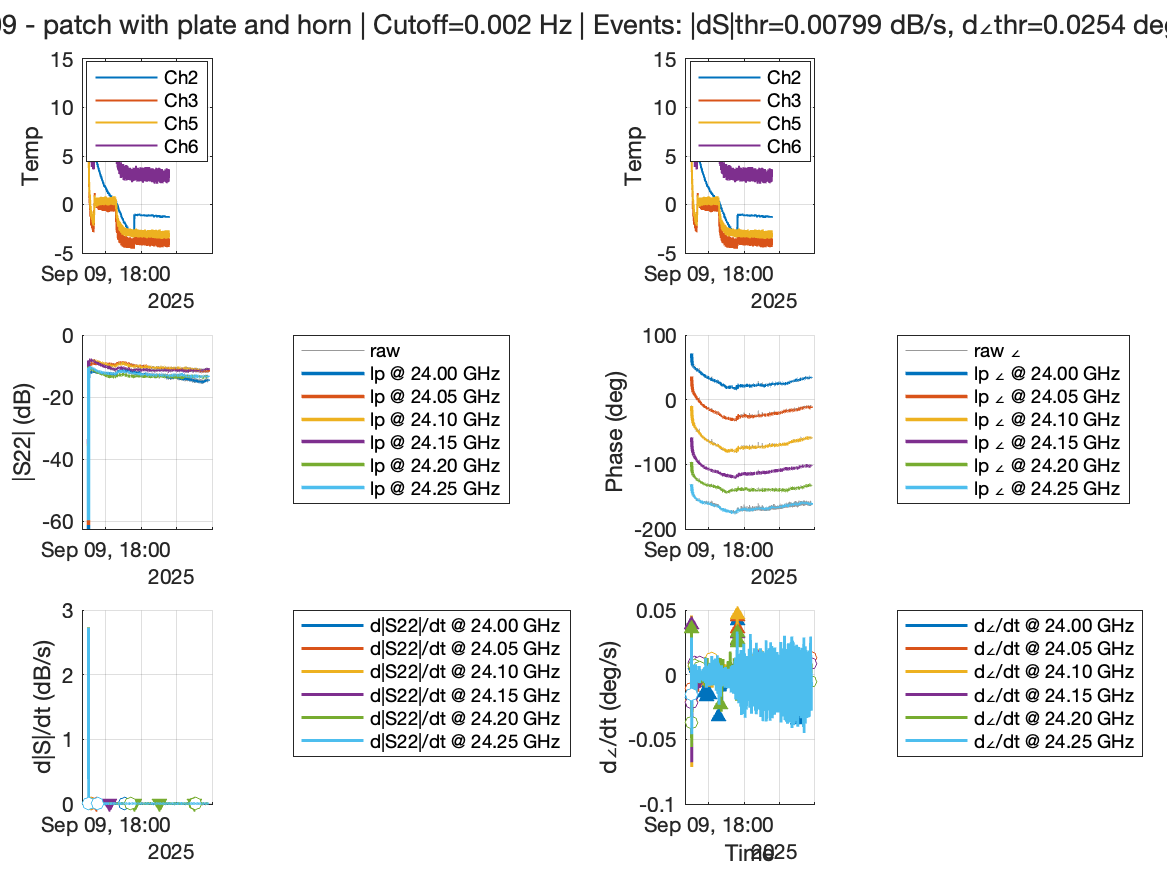 09 - patch with plate and horn | Cutoff=0.002 Hz | Events: |dS|thr=0.00799 dB/s, d∠thr=0.0254 deg
15
10
5
0
-5
Temp
Ch2
Ch3
Ch5
Ch6
Sep 09, 18:00
2025
15
10
5
0
-5
Temp
Ch2
Ch3
Ch5
Ch6
Sep 09, 18:00
2025
0
-20
-40
-60
|S22| (dB)
Sep 09, 18:00
2025
raw
lp @ 24.00 GHz
lp @ 24.05 GHz
lp @ 24.10 GHz
lp @ 24.15 GHz
lp @ 24.20 GHz
lp @ 24.25 GHz
100
0
-100
-200
Phase (deg)
Sep 09, 18:00
2025
raw ∠
lp ∠ @ 24.00 GHz
lp ∠ @ 24.05 GHz
lp ∠ @ 24.10 GHz
lp ∠ @ 24.15 GHz
lp ∠ @ 24.20 GHz
lp ∠ @ 24.25 GHz
3
2
1
0
d|S|/dt (dB/s)
Sep 09, 18:00
2025
d|S22|/dt @ 24.00 GHz
d|S22|/dt @ 24.05 GHz
d|S22|/dt @ 24.10 GHz
d|S22|/dt @ 24.15 GHz
d|S22|/dt @ 24.20 GHz
d|S22|/dt @ 24.25 GHz
0.05
0
-0.05
-0.1
d∠/dt (deg/s)
Sep 09, 18:00
2025
Time
d∠/dt @ 24.00 GHz
d∠/dt @ 24.05 GHz
d∠/dt @ 24.10 GHz
d∠/dt @ 24.15 GHz
d∠/dt @ 24.20 GHz
d∠/dt @ 24.25 GHz